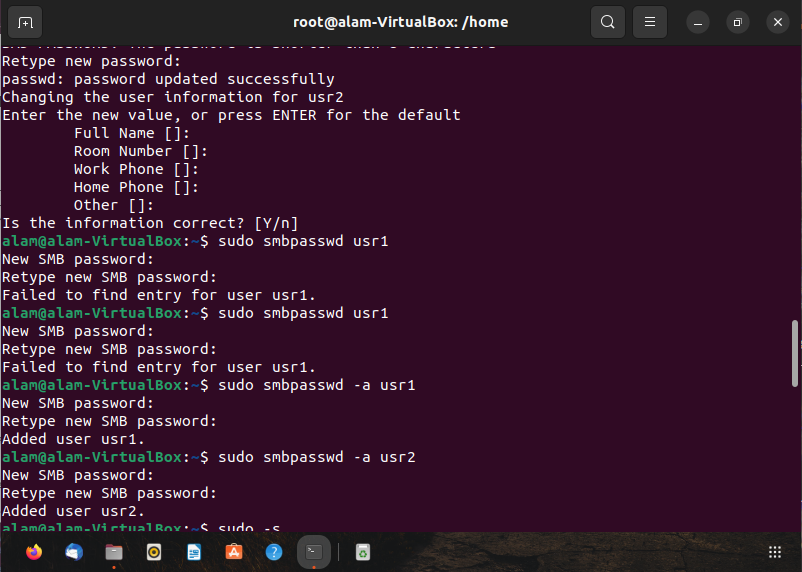 root@alam-VirtualBox: /home
Retype new password:
passwd: password updated successfully
Changing the user information for usr2
Enter the new value, or press ENTER for the default
Full Name []:
Room Number []:
Work Phone []:
Home Phone []:
Other []:
Is the information correct? [Y/n]
alam@alam-VirtualBox:~$ sudo smbpasswd usr1
New SMB password:
Retype new SMB password:
Failed to find entry for user usr1.
alam@alam-VirtualBox:~$ sudo smbpasswd usr1
New SMB password:
Retype new SMB password:
Failed to find entry for user usr1.
alam@alam-VirtualBox:~$ sudo smbpasswd -a usr1
New SMB password:
Retype new SMB password:
Added user usr1.
alam@alam-VirtualBox:~$ sudo smbpasswd -a usr2
New SMB password:
Retype new SMB password:
Added user usr2.
alam@alam-VirtualBox:~$ sudo -s